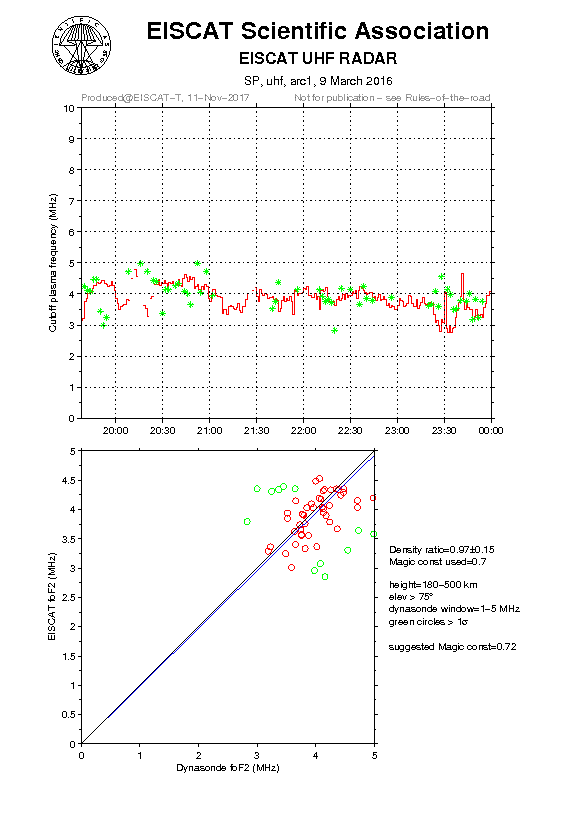 EISCAT Scientific Association
EISCAT UHF RADAR
SP, uhf, arc1, 9 March 2016
Produced@EISCAT-T, 11-Nov-2017 Not for publication - see Rules-of-the-road
10
9
8
7
6
5
4
3
2
1
0
Cutoff plasma frequency (MHz)
20:00 20:30 21:00 21:30 22:00 22:30 23:00 23:30 00:00
5
4.5
4
3.5
3
2.5
2
1.5
1
0.5
0
EISCAT foF2 (MHz)
0 1 2 3 4 5
Dynasonde foF2 (MHz)
Density ratio=0.97±0.15
Magic const used=0.7
height=180-500 km
elev > 75°
dynasonde window=1-5 MHz
green circles > 1σ
suggested Magic const=0.72